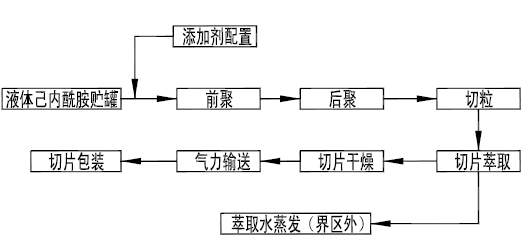 添加剂配置
液体己内酰胺贮罐
前聚
后聚
切粒
切片包装
气力输送
切片干燥
切片萃取
萃取水蒸发（界区外）